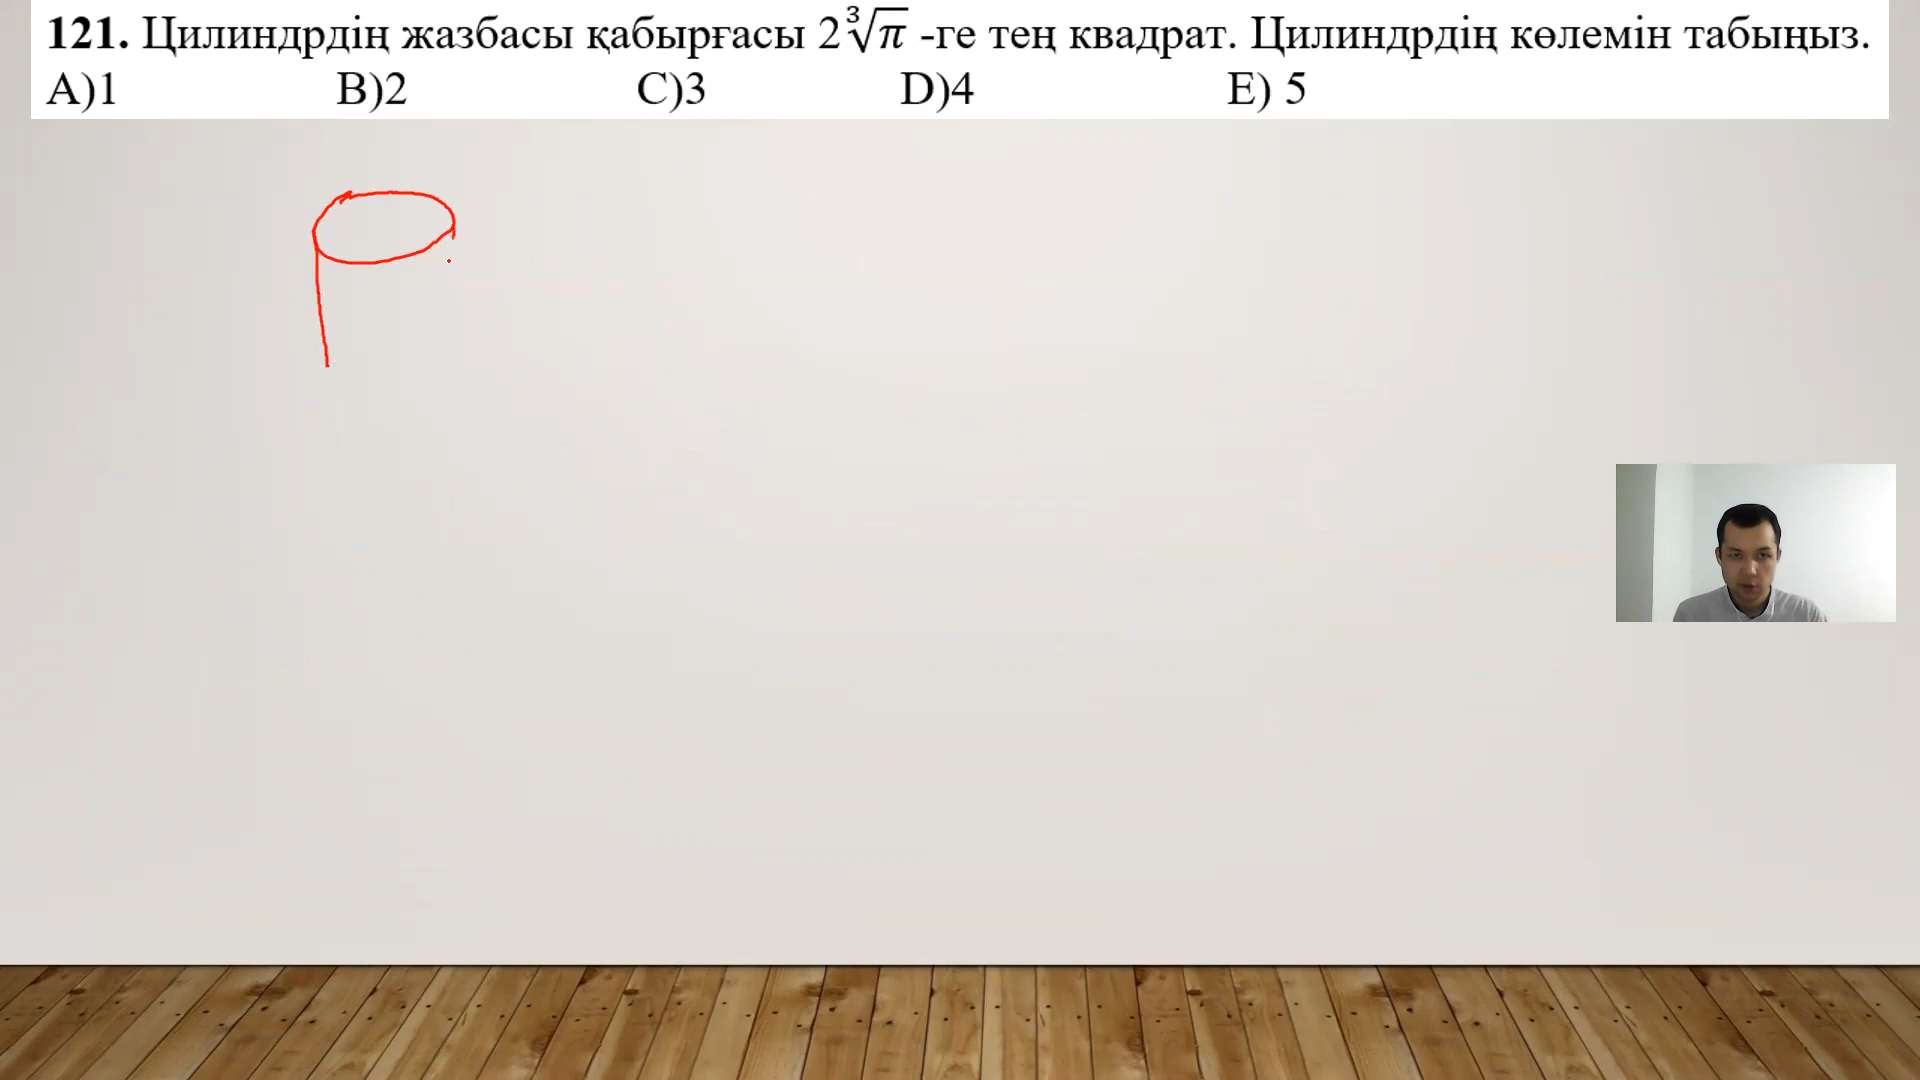 121. Цилиндрдің жазбасы қабырғасы 2∛π -ге тең квадрат. Цилиндрдің көлемін табыңыз.
A)1 B)2 C)3 D)4 E) 5